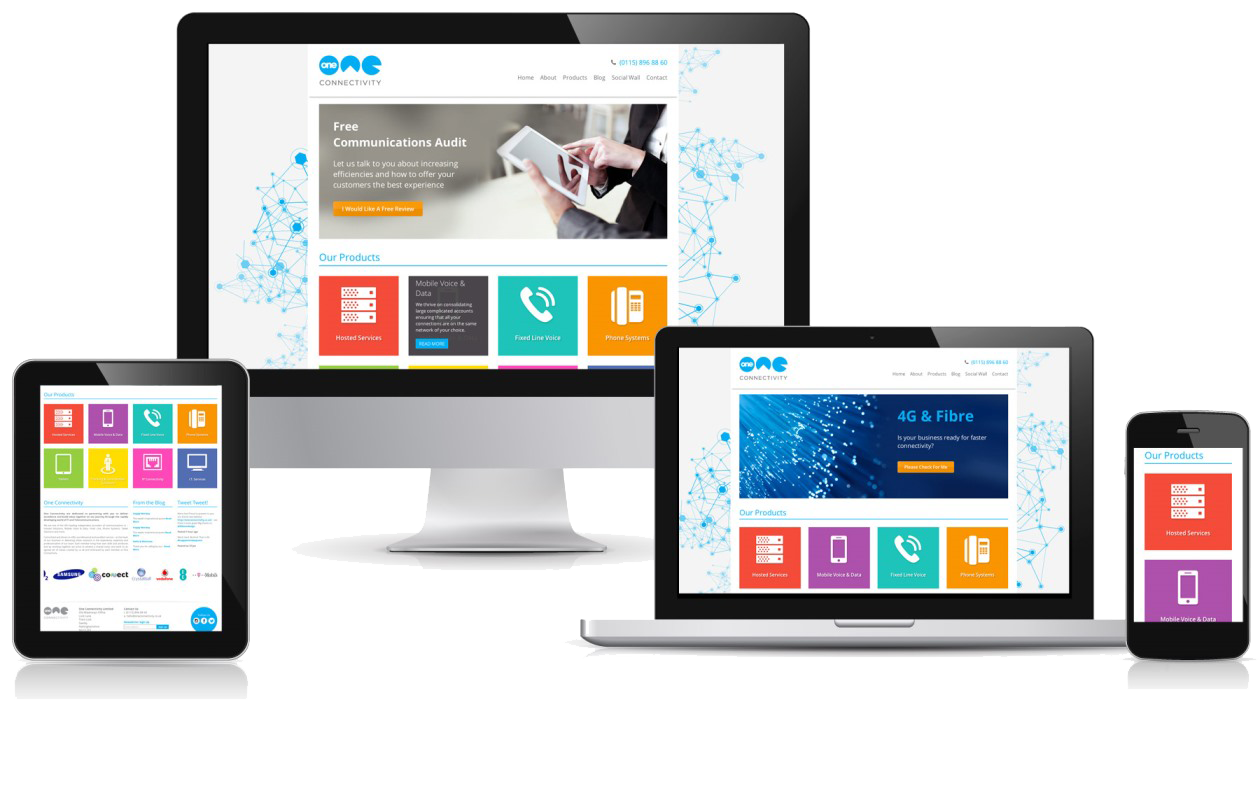 one
CONNECTIVITY
(0115) 896 88 60
Home About Products Blog Social Wall Contact
Free
Communications Audit
Let us talk to you about increasing
efficiencies and how to offer your
customers the best experience
I Would Like A Free Review
Our Products
Hosted Services
Mobile Voice &
Data
We thrive on consolidating
large complicated accounts
ensuring that all your
connections are on the same
network of your choice.
READ MORE
Fixed Line Voice
Phone Systems
Our Products
Hosted Services
Mobile Voice & Data
Fixed Line Voice
Phone Systems
One Connectivity
From the Blog
Tweet Tweet!
SAMSUNG
connect
vodafone
CONNECTIVITY
one
CONNECTIVITY
(0115) 896 88 60
Home About Products Blog Social Wall Contact
4G & Fibre
Is your business ready for faster
connectivity?
Please Check For Me
Our Products
Hosted Services
Mobile Voice & Data
Fixed Line Voice
Phone Systems
Our Products
Hosted Services
Mobile Voice & Data